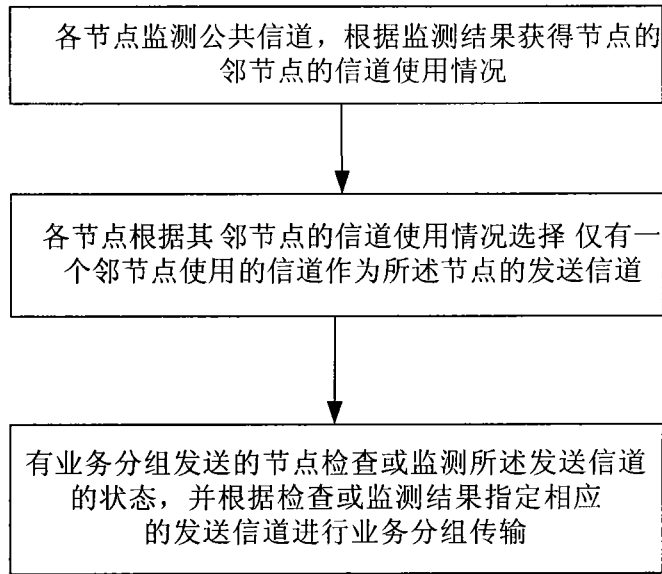 各节点监测公共信道，根据监测结果获得节点的
邻节点的信道使用情况
各节点根据其邻节点的信道使用情况选择仅有一
个邻节点使用的信道作为所述节点的发送信道
有业务分组发送的节点检查或监测所述发送信道
的状态，并根据检查或监测结果指定相应
的发送信道进行业务分组传输